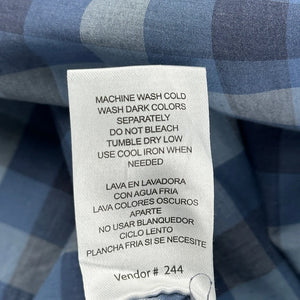 MACHINE WASH COLD
WASH DARK COLORS
SEPARATELY
DO NOT BLEACH
TUMBLE DRY LOW
USE COOL IRON WHEN
NEEDED
LAVA EN LAVADORA
CON AGUA FRIA
LAVA COLORES OSCUROS
APARTE
NO USAR BLANQUEDOR
CICLO LENTO
PLANCHA FRIA SI SE NECESITE
Vendor # 244